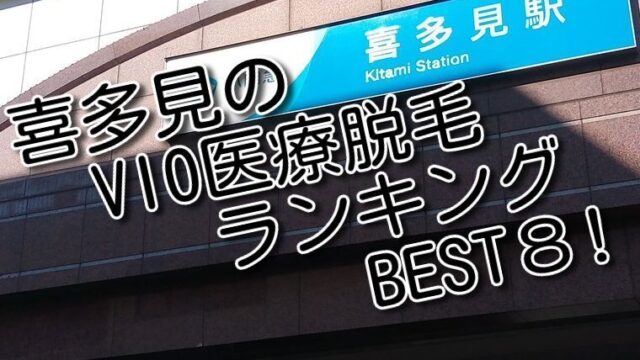 喜多見駅
Kitami Station
喜多見の
VIO医療脱毛
ランキング
BEST８！